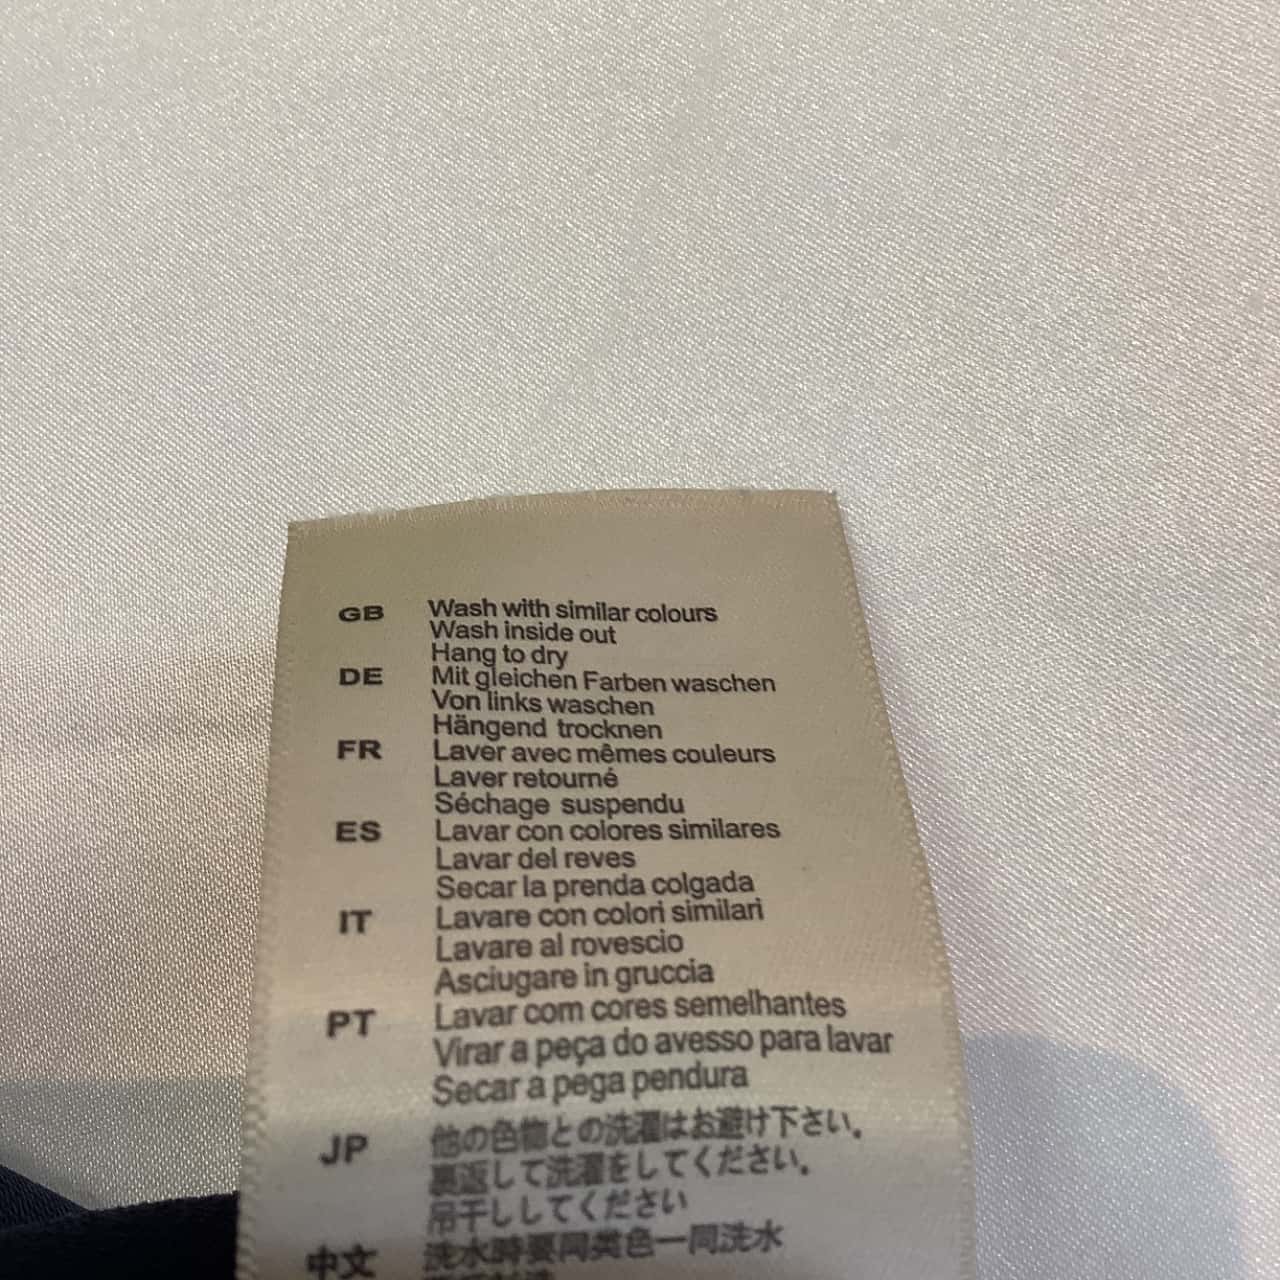 GB Wash with similar colours
Wash inside out
Hang to dry
DE Mit gleichen Farben waschen
Von links waschen
Hängend trocknen
FR Laver avec mêmes couleurs
Laver retourné
Séchage suspendu
ES Lavar con colores similares
Lavar del reves
Secar la prenda colgada
IT Lavare con colori similari
Lavare al rovescio
Asciugare in gruccia
PT Lavar com cores semelhantes
Virar a peça do avesso para lavar
Secar a pega pendura
JP 他の色物との洗濯はお避け下さい。
裏返して洗濯をしてください。
吊干ししてください
中文 洗水時要同类色一同洗水